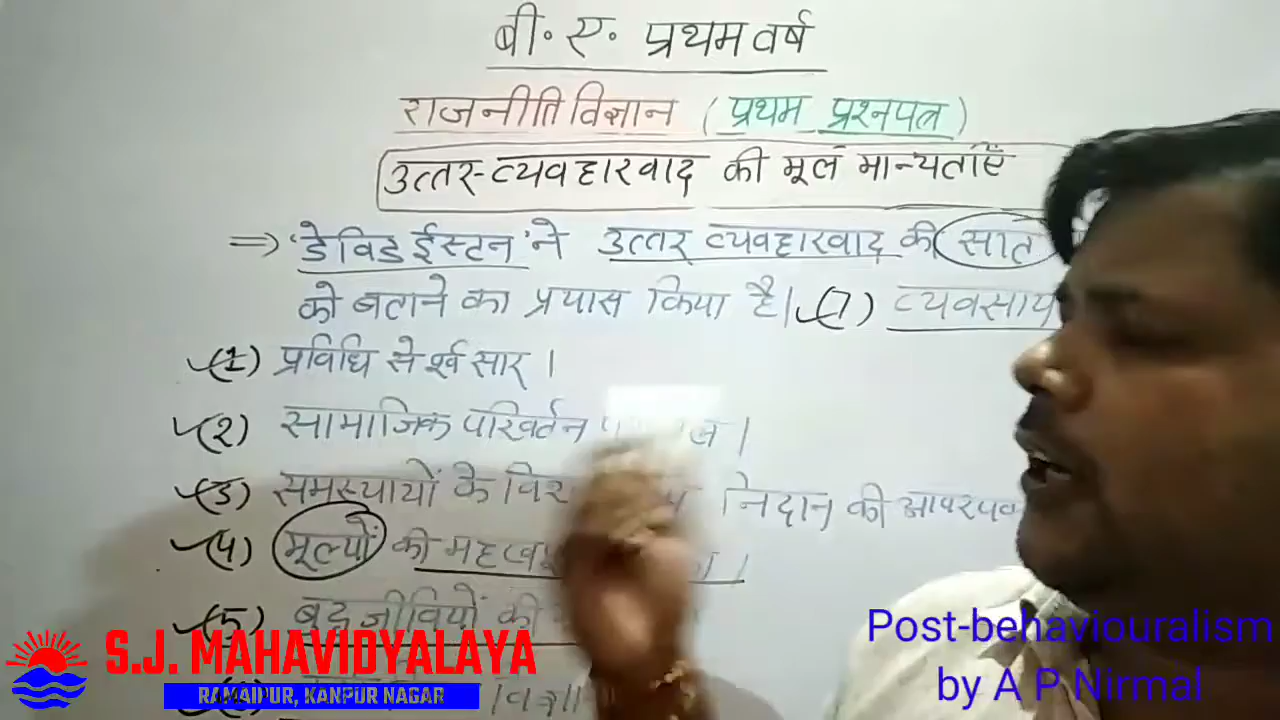 बी. ए. प्रथम वर्ष
राजनीति विज्ञान (प्रथम प्रश्नपत्र)
उत्तर-व्यवहारवाद की मूल मान्यताएँ
⇒ 'डेविड ईस्टन' ने उत्तर व्यवहारवाद की सात
को बताने का प्रयास किया है। (7) व्यवसाय
(1) प्रविधि से पूर्व सार।
(2) सामाजिक परिवर्तन
(3) समस्यायों के निदान की
(4) मूल्यों की
(5) बुद्धजीवियों की
S.J. MAHAVIDYALAYA
RAMAIPUR, KANPUR NAGAR
Post-behaviouralism
by A P Nirmal